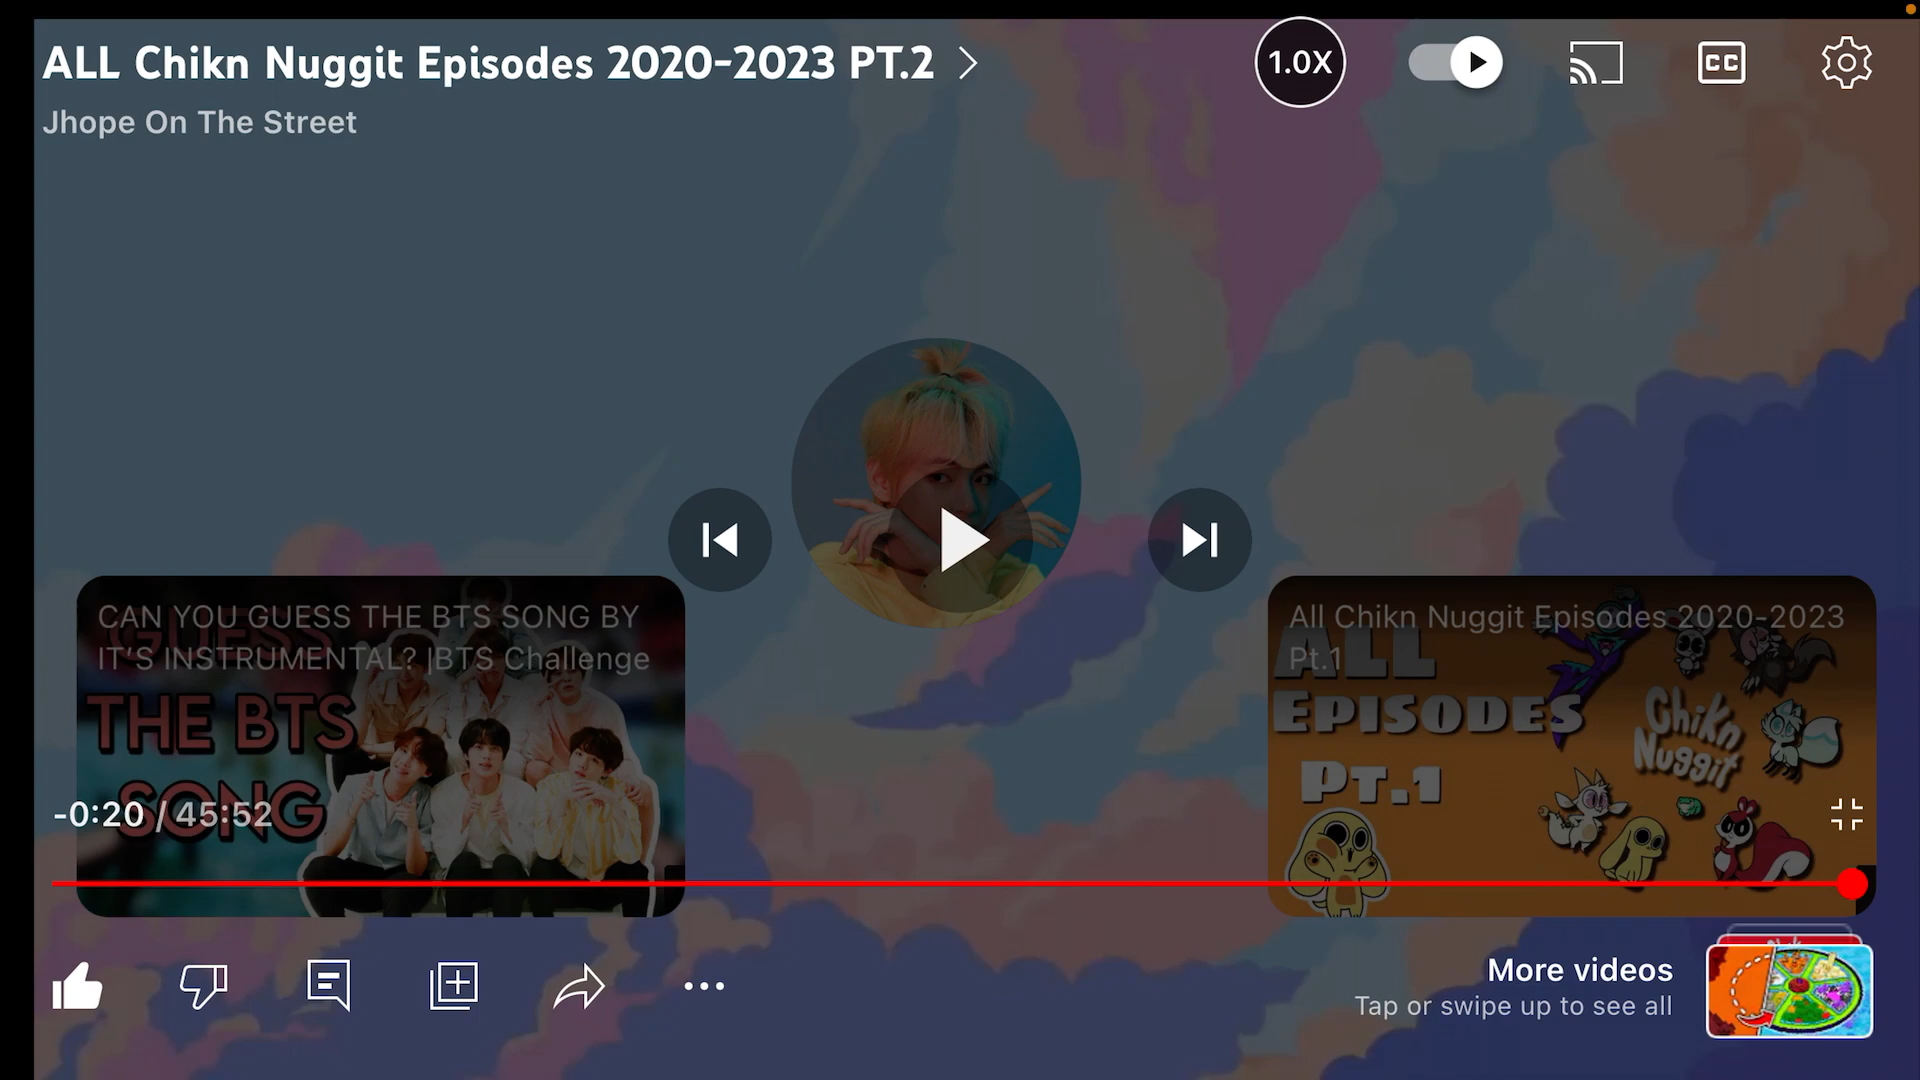 ALL Chikn Nuggit Episodes 2020-2023 PT.2
Jhope On The Street
1.0X
CC
CAN YOU GUESS THE BTS SONG BY
IT'S INSTRUMENTAL? |BTS Challenge
GUESS
THE BTS
SONG
All Chikn Nuggit Episodes 2020-2023
Pt.1
ALL
EPISODES
PT.1
Chikn
Nuggit
-0:20 / 45:52
More videos
Tap or swipe up to see all